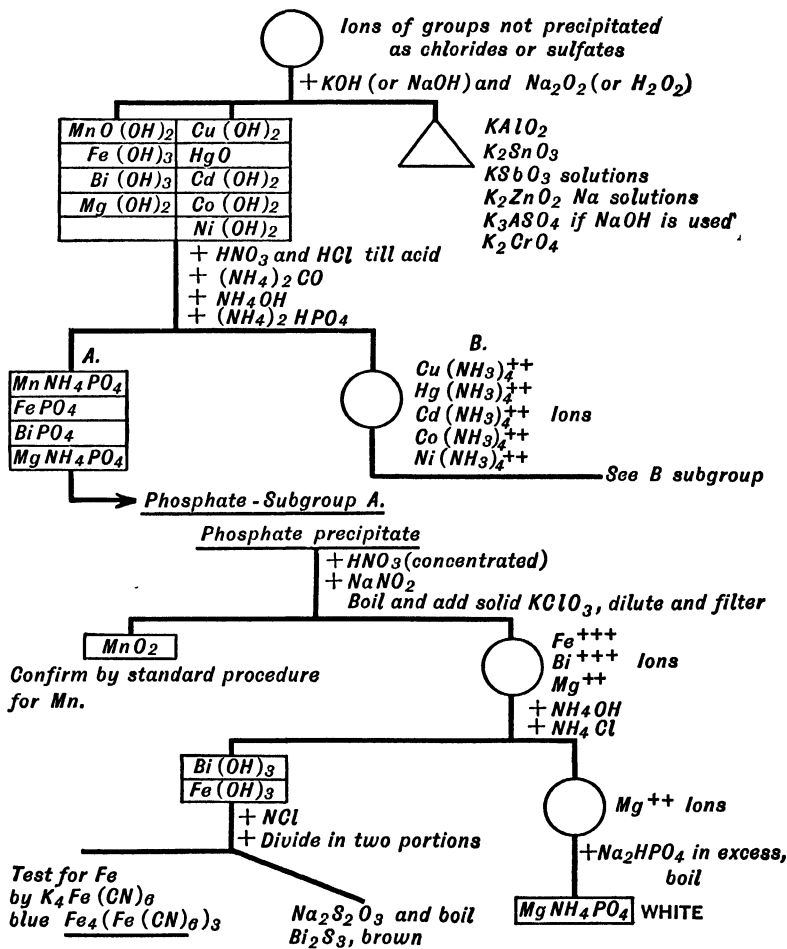 Ions of groups not precipitated
as chlorides or sulfates
+KOH (or NaOH) and Na2O2 (or H2O2)
MnO(OH)2 Cu(OH)2
Fe(OH)3 HgO
Bi(OH)3 Cd(OH)2
Mg(OH)2 Co(OH)2
Ni(OH)2
KAlO2
K2SnO3
KSbO3 solutions
K2ZnO2 Na solutions
K3ASO4 if NaOH is used
K2CrO4
+ HNO3 and HCl till acid
+ (NH4)2CO
+ NH4OH
+ (NH4)2HPO4
A.
MnNH4PO4
FePO4
BiPO4
MgNH4PO4
B.
Cu(NH3)4++
Hg(NH3)4++
Cd(NH3)4++ Ions
Co(NH3)4++
Ni(NH3)4++
See B subgroup
Phosphate-Subgroup A.
Phosphate precipitate
+HNO3 (concentrated)
+NaNO2
Boil and add solid KClO3, dilute and filter
MnO2
Confirm by standard procedure
for Mn.
Fe+++
Bi+++ Ions
Mg++
+NH4OH
+NH4Cl
Bi(OH)3
Fe(OH)3
+ NCl
+ Divide in two portions
Mg++ Ions
+Na2HPO4 in excess,
boil
Test for Fe
by K4Fe(CN)6
blue Fe4(Fe(CN)6)3
Na2S2O3 and boil
Bi2S3, brown
MgNH4PO4 WHITE